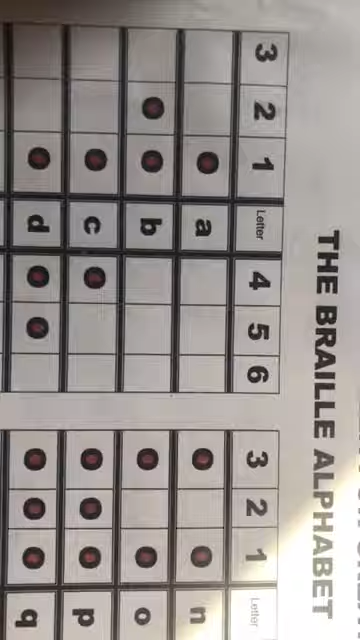 THE BRAILLE ALPHABET
3 2 1 Letter 4 5 6 3 2 1 Letter
a n
b o
c p
d q